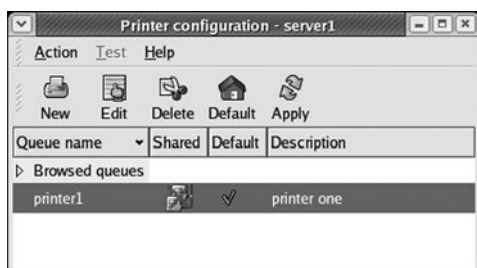 Printer configuration - server1
Action Test Help
New Edit Delete Default Apply
Queue name Shared Default Description
Browsed queues
printer1 printer one